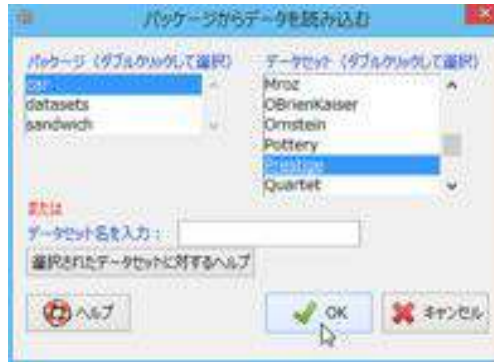 パッケージからデータを読み込む
パッケージ (ダブルクリックして選択)
car
datasets
sandwich
データセット (ダブルクリックして選択)
Mroz
OBrienKaiser
Ornstein
Pottery
Prestige
Quartet
または
データセット名を入力:
選択されたデータセットに対するヘルプ
ヘルプ
OK
キャンセル